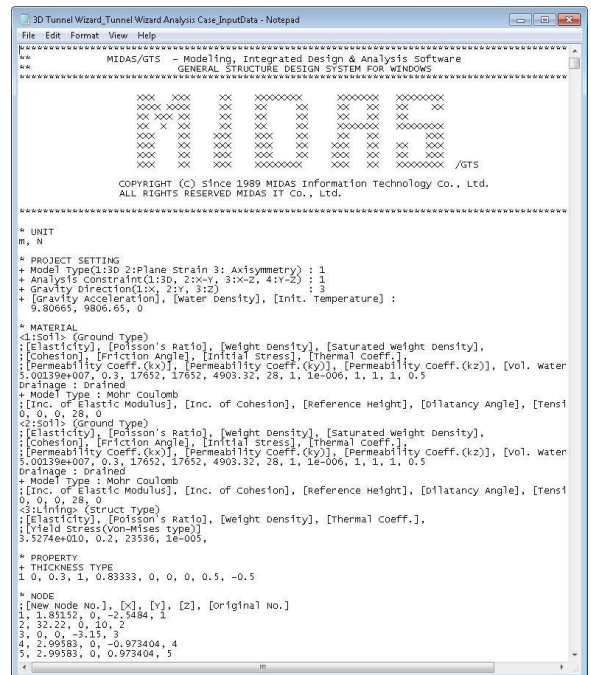 3D Tunnel Wizard_Tunnel Wizard Analysis Case_InputData - Notepad
File Edit Format View Help
** MIDAS/GTS - Modeling, Integrated Design & Analysis Software
** GENERAL STRUCTURE DESIGN SYSTEM FOR WINDOWS
MIDAS
/GTS
COPYRIGHT (C) Since 1989 MIDAS Information Technology Co., Ltd.
ALL RIGHTS RESERVED MIDAS IT Co., Ltd.
* UNIT
m, N
* PROJECT SETTING
+ Model Type(1:3D 2:Plane Strain 3: Axisymmetry) : 1
+ Analysis Constraint(1:3D, 2:X-Y, 3:X-Z, 4:Y-Z) : 1
+ Gravity Direction(1:X, 2:Y, 3:Z) : 3
+ [Gravity Acceleration], [Water Density], [Init. Temperature] :
9.80665, 9806.65, 0
* MATERIAL
<1:Soil> (Ground Type)
;[Elasticity], [Poisson's Ratio], [Weight Density], [Saturated Weight Density],
;[Cohesion], [Friction Angle], [Initial Stress], [Thermal Coeff.],
;[Permeability Coeff.(kx)], [Permeability Coeff.(ky)], [Permeability Coeff.(kz)], [Vol. Water
5.00139e+007, 0.3, 17652, 17652, 4903.32, 28, 1, 1e-006, 1, 1, 1, 0.5
Drainage : Drained
+ Model Type : Mohr Coulomb
;[Inc. of Elastic Modulus], [Inc. of Cohesion], [Reference Height], [Dilatancy Angle], [Tensi
0, 0, 0, 28, 0
<2:Soil> (Ground Type)
;[Elasticity], [Poisson's Ratio], [Weight Density], [Saturated Weight Density],
;[Cohesion], [Friction Angle], [Initial Stress], [Thermal Coeff.],
;[Permeability Coeff.(kx)], [Permeability Coeff.(ky)], [Permeability Coeff.(kz)], [Vol. Water
5.00139e+007, 0.3, 17652, 17652, 4903.32, 28, 1, 1e-006, 1, 1, 1, 0.5
Drainage : Drained
+ Model Type : Mohr Coulomb
;[Inc. of Elastic Modulus], [Inc. of Cohesion], [Reference Height], [Dilatancy Angle], [Tensi
0, 0, 0, 28, 0
<3:Lining> (Struct Type)
;[Elasticity], [Poisson's Ratio], [Weight Density], [Thermal Coeff.],
;[Yield Stress(Von-Mises type)]
3.5274e+010, 0.2, 23536, 1e-005,
* PROPERTY
+ THICKNESS TYPE
1 0, 0.3, 1, 0.83333, 0, 0, 0, 0.5, -0.5
* NODE
;[New Node No.], [X], [Y], [Z], [Original No.]
1, 1.85152, 0, -2.5484, 1
2, 32.22, 0, 10, 2
3, 0, 0, -3.15, 3
4, 2.99583, 0, -0.973404, 4
5, 2.99583, 0, 0.973404, 5